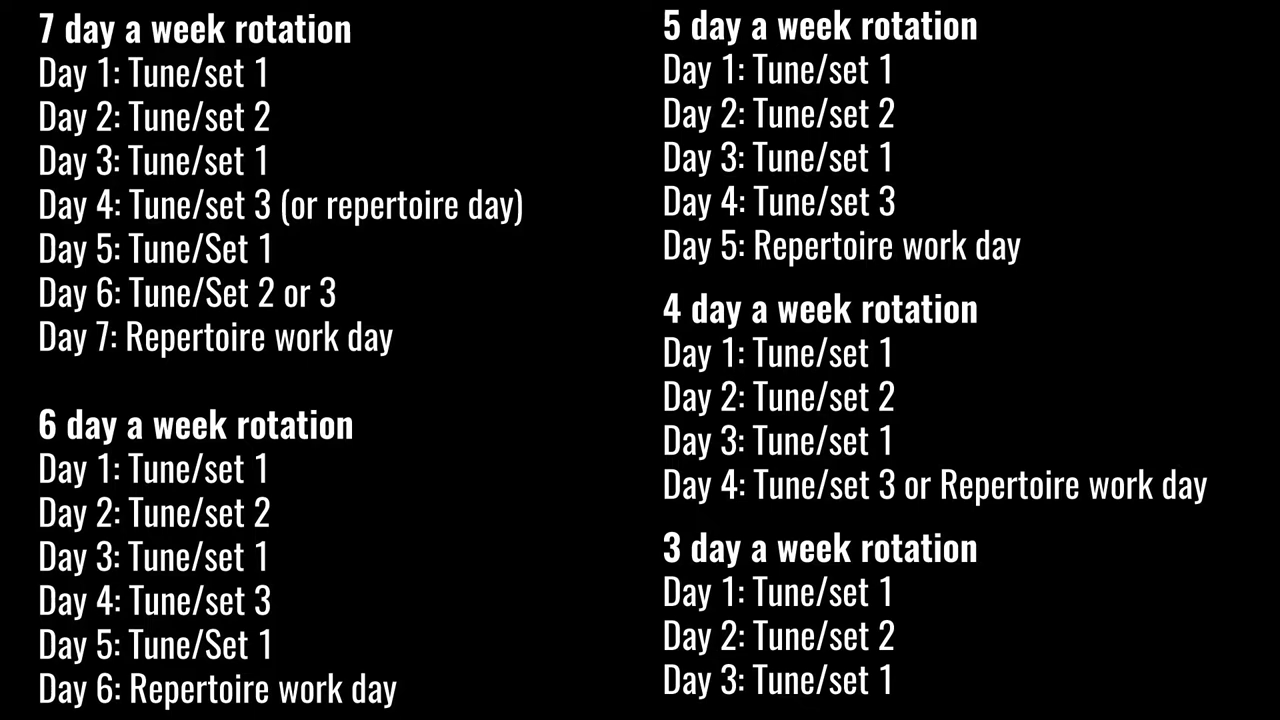 7 day a week rotation
Day 1: Tune/set 1
Day 2: Tune/set 2
Day 3: Tune/set 1
Day 4: Tune/set 3 (or repertoire day)
Day 5: Tune/Set 1
Day 6: Tune/Set 2 or 3
Day 7: Repertoire work day
6 day a week rotation
Day 1: Tune/set 1
Day 2: Tune/set 2
Day 3: Tune/set 1
Day 4: Tune/set 3
Day 5: Tune/Set 1
Day 6: Repertoire work day
5 day a week rotation
Day 1: Tune/set 1
Day 2: Tune/set 2
Day 3: Tune/set 1
Day 4: Tune/set 3
Day 5: Repertoire work day
4 day a week rotation
Day 1: Tune/set 1
Day 2: Tune/set 2
Day 3: Tune/set 1
Day 4: Tune/set 3 or Repertoire work day
3 day a week rotation
Day 1: Tune/set 1
Day 2: Tune/set 2
Day 3: Tune/set 1